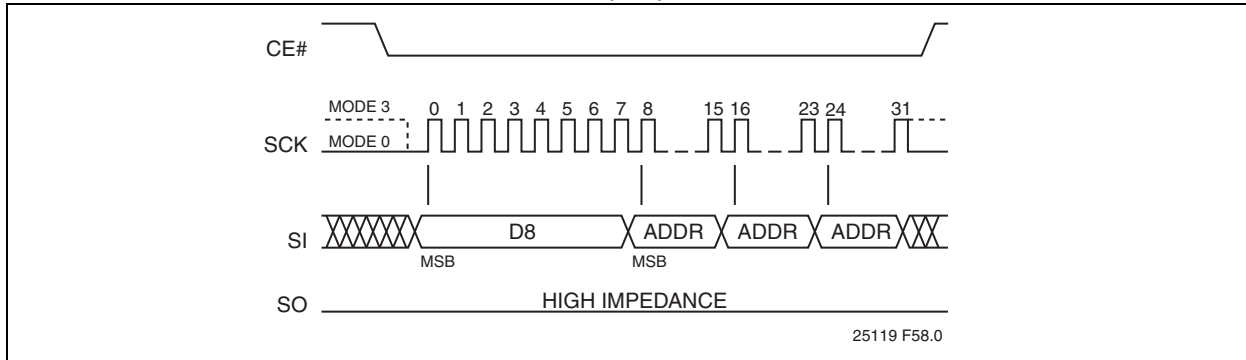 CE#
MODE 3
0 1 2 3 4 5 6 7 8 15 16 23 24 31
SCK
MODE 0
SI
D8
ADDR
ADDR
ADDR
MSB
MSB
SO
HIGH IMPEDANCE
25119 F58.0